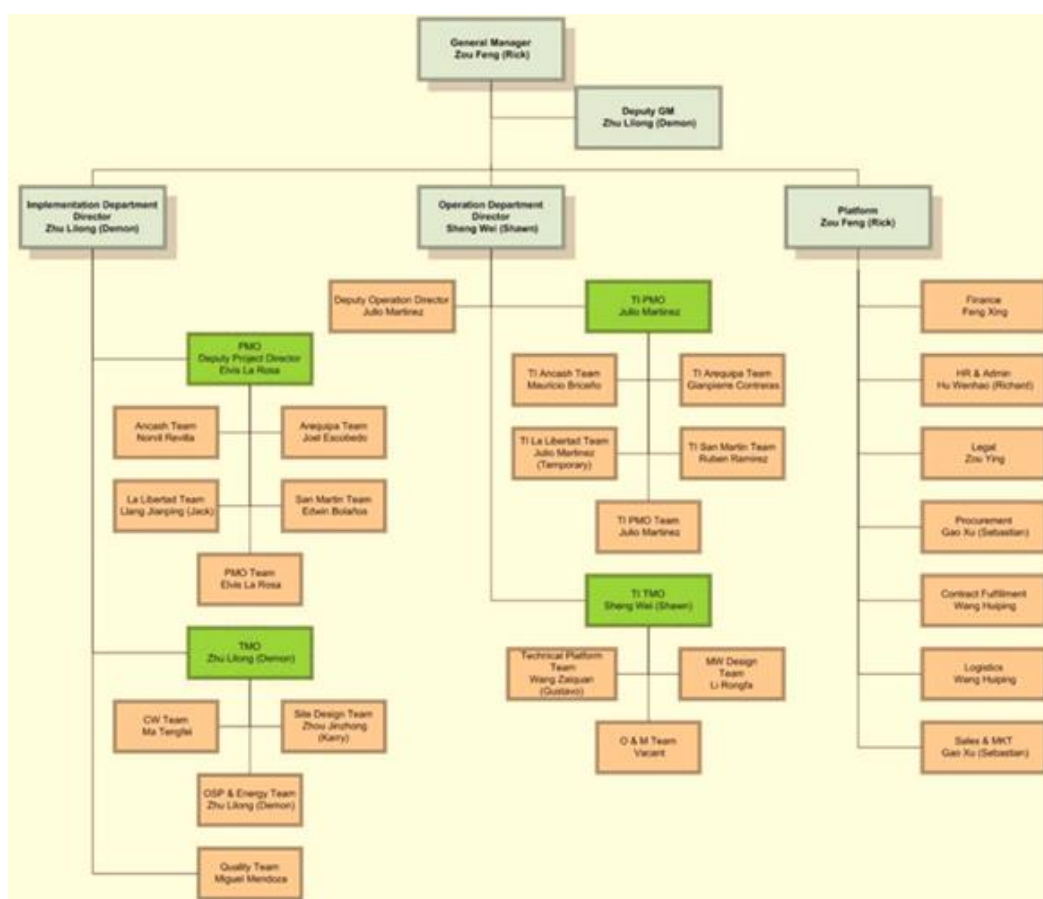 General Manager
Zou Feng (Rick)
Deputy GM
Zhu Lilong (Demon)
Implementation Department
Director
Zhu Lilong (Demon)
Operation Department
Director
Sheng Wei (Shawn)
Platform
Zou Feng (Rick)
Deputy Operation Director
Julio Martinez
TI PMO
Julio Martinez
Finance
Feng Xing
PMO
Deputy Project Director
Elvis La Rosa
TI Ancash Team
Mauricio Briceño
TI Arequipa Team
Gianpierre Contreras
HR & Admin
Hu Wenhao (Richard)
Ancash Team
Norvil Revilla
Arequipa Team
Joel Escobedo
TI La Libertad Team
Julio Martinez
(Temporary)
TI San Martin Team
Ruben Ramirez
Legal
Zou Ying
La Libertad Team
Liang Jianping (Jack)
San Martin Team
Edwin Bolaños
TI PMO Team
Julio Martinez
Procurement
Gao Xu (Sebastian)
PMO Team
Elvis La Rosa
TI TMO
Sheng Wei (Shawn)
Contract Fulfillment
Wang Huiping
TMO
Zhu Lilong (Demon)
Technical Platform
Team
Wang Zaiquan
(Gustavo)
MW Design
Team
Li Rongfa
Logistics
Wang Huiping
CW Team
Ma Tengfei
Site Design Team
Zhou Jinzhong
(Karry)
O & M Team
Vacant
Sales & MKT
Gao Xu (Sebastian)
OSP & Energy Team
Zhu Lilong (Demon)
Quality Team
Miguel Mendoza